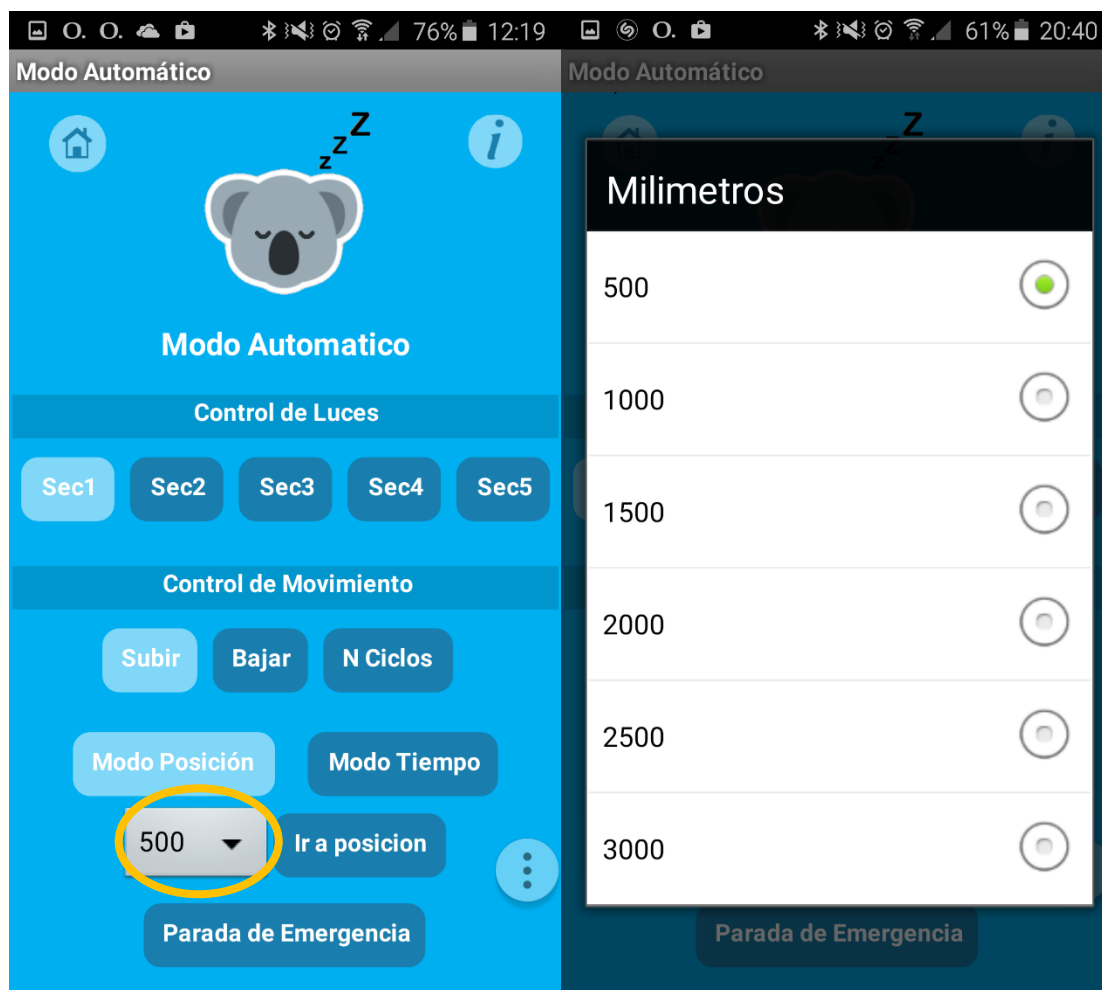 O. O. 76% 12:19
Modo Automático
z z Z
i
Modo Automatico
Control de Luces
Sec1 Sec2 Sec3 Sec4 Sec5
Control de Movimiento
Subir Bajar N Ciclos
Modo Posición Modo Tiempo
500 Ir a posicion
Parada de Emergencia
O. 61% 20:40
Modo Automático
Z
i
Milimetros
500
1000
1500
2000
2500
3000
Parada de Emergencia